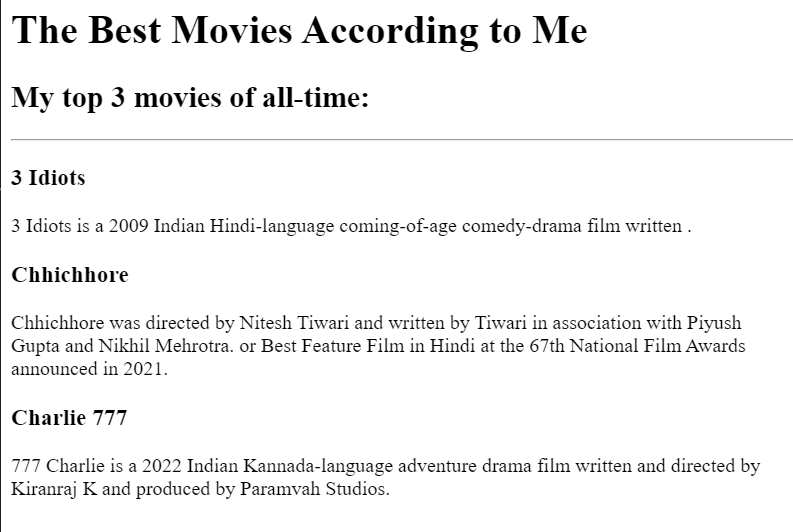 The Best Movies According to Me
My top 3 movies of all-time:
3 Idiots
3 Idiots is a 2009 Indian Hindi-language coming-of-age comedy-drama film written .
Chhichhore
Chhichhore was directed by Nitesh Tiwari and written by Tiwari in association with Piyush
Gupta and Nikhil Mehrotra. or Best Feature Film in Hindi at the 67th National Film Awards
announced in 2021.
Charlie 777
777 Charlie is a 2022 Indian Kannada-language adventure drama film written and directed by
Kiranraj K and produced by Paramvah Studios.